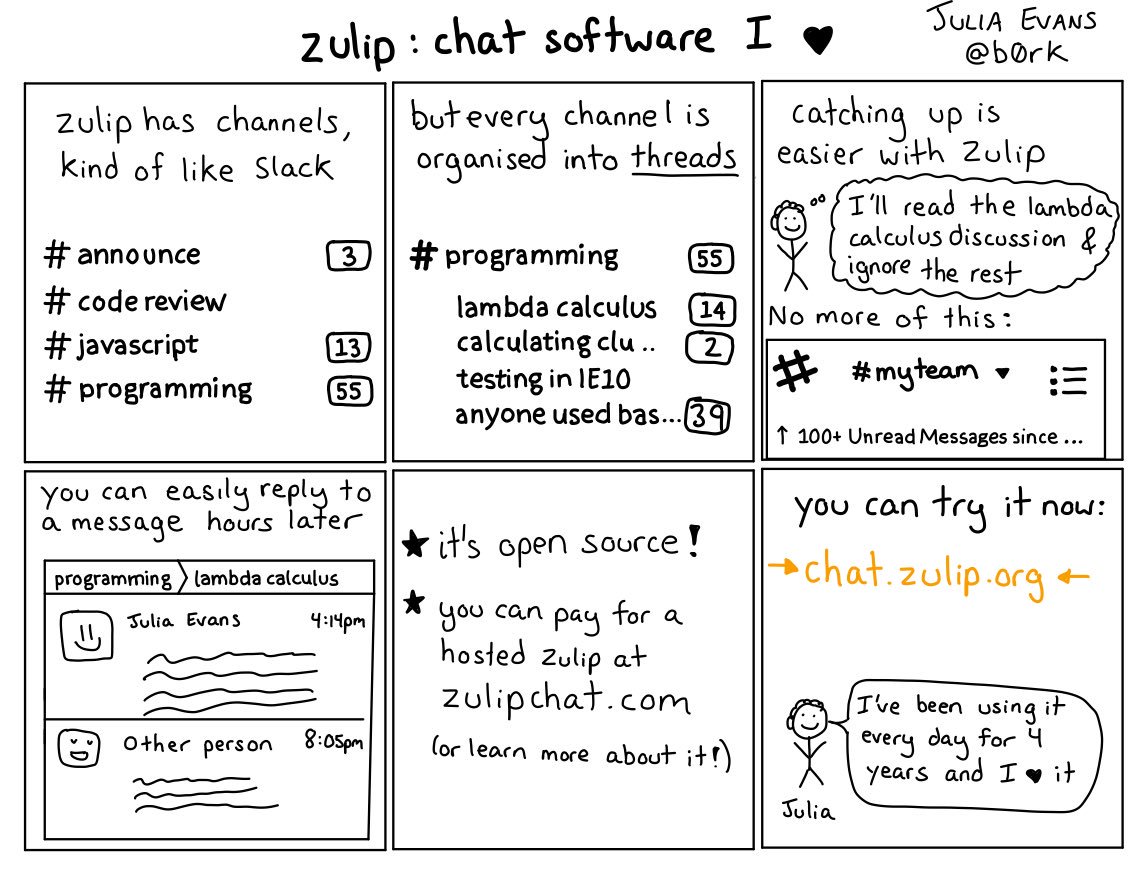 zulip: chat software I ♥
JULIA EVANS
@b0rk
zulip has channels,
kind of like Slack
# announce 3
# code review
# javascript 13
# programming 55
but every channel is
organised into threads
# programming 55
lambda calculus 14
calculating clu .. 2
testing in IE10
anyone used bas... 39
catching up is
easier with Zulip
I'll read the lambda
calculus discussion &
ignore the rest
No more of this:
# #myteam ▾
↑ 100+ Unread Messages since ...
you can easily reply to
a message hours later
programming > lambda calculus
Julia Evans 4:14pm
Other person 8:05pm
★ it's open source!
★ you can pay for a
hosted zulip at
zulipchat.com
(or learn more about it!)
you can try it now:
→ chat.zulip.org ←
I've been using it
every day for 4
years and I ♥ it
Julia